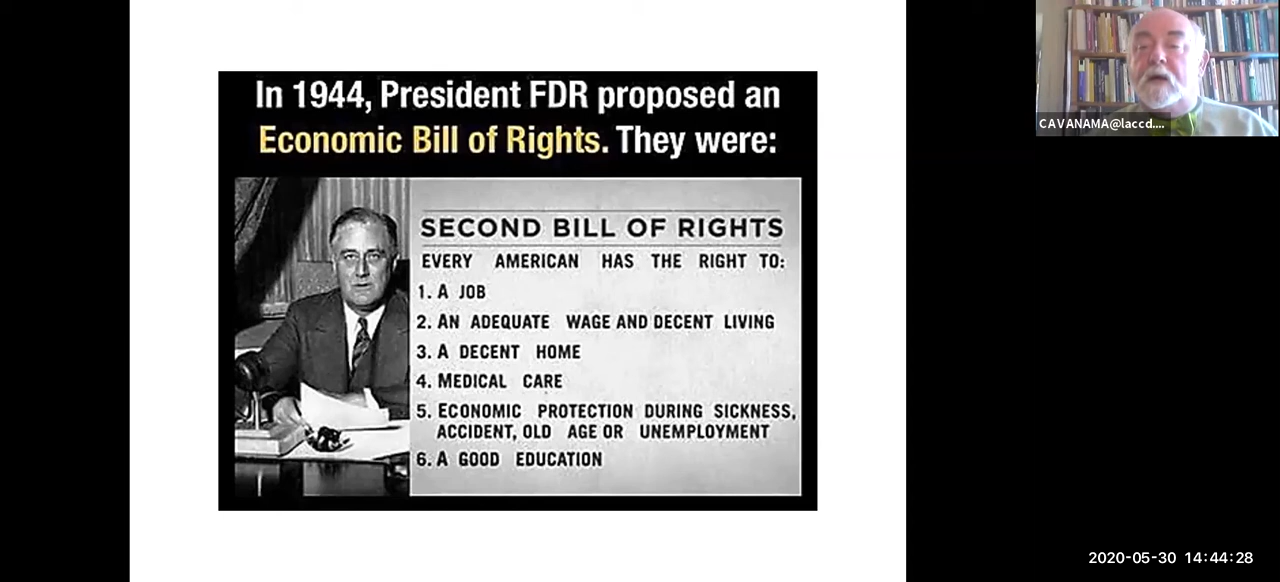 In 1944, President FDR proposed an
Economic Bill of Rights. They were:
SECOND BILL OF RIGHTS
EVERY AMERICAN HAS THE RIGHT TO:
1. A JOB
2. AN ADEQUATE WAGE AND DECENT LIVING
3. A DECENT HOME
4. MEDICAL CARE
5. ECONOMIC PROTECTION DURING SICKNESS,
ACCIDENT, OLD AGE OR UNEMPLOYMENT
6. A GOOD EDUCATION
CAVANAMA@laccd....
2020-05-30 14:44:28